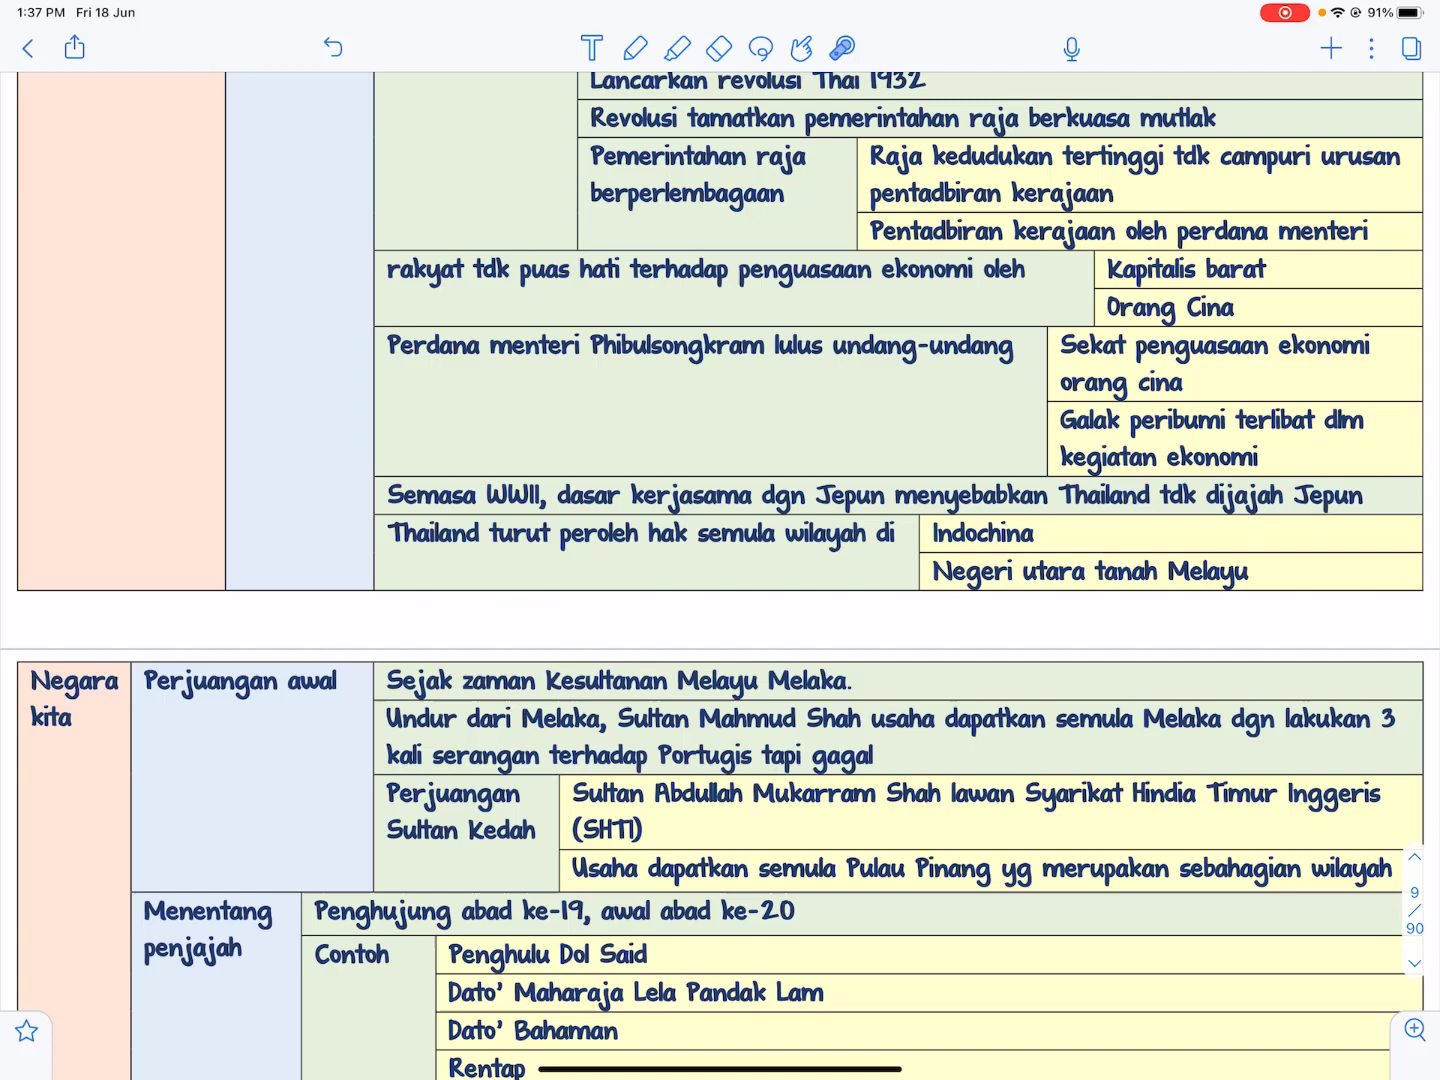 1:37 PM Fri 18 Jun
91%
Lancarkan revolusi Thai 1932
Revolusi tamatkan pemerintahan raja berkuasa mutlak
Pemerintahan raja
berperlembagaan
Raja kedudukan tertinggi tdk campuri urusan
pentadbiran kerajaan
Pentadbiran kerajaan oleh perdana menteri
rakyat tdk puas hati terhadap penguasaan ekonomi oleh
Kapitalis barat
Orang Cina
Perdana menteri Phibulsongkram lulus undang-undang
Sekat penguasaan ekonomi
orang cina
Galak peribumi terlibat dlm
kegiatan ekonomi
Semasa WWII, dasar kerjasama dgn Jepun menyebabkan Thailand tdk dijajah Jepun
Thailand turut peroleh hak semula wilayah di
Indochina
Negeri utara tanah Melayu
Negara
kita
Perjuangan awal
Sejak zaman Kesultanan Melayu Melaka.
Undur dari Melaka, Sultan Mahmud Shah usaha dapatkan semula Melaka dgn lakukan 3
kali serangan terhadap Portugis tapi gagal
Perjuangan
Sultan Kedah
Sultan Abdullah Mukarram Shah lawan Syarikat Hindia Timur Inggeris
(SHTI)
Usaha dapatkan semula Pulau Pinang yg merupakan sebahagian wilayah
9
/
90
Menentang
penjajah
Penghujung abad ke-19, awal abad ke-20
Contoh
Penghulu Dol Said
Dato' Maharaja Lela Pandak Lam
Dato' Bahaman
Rentap